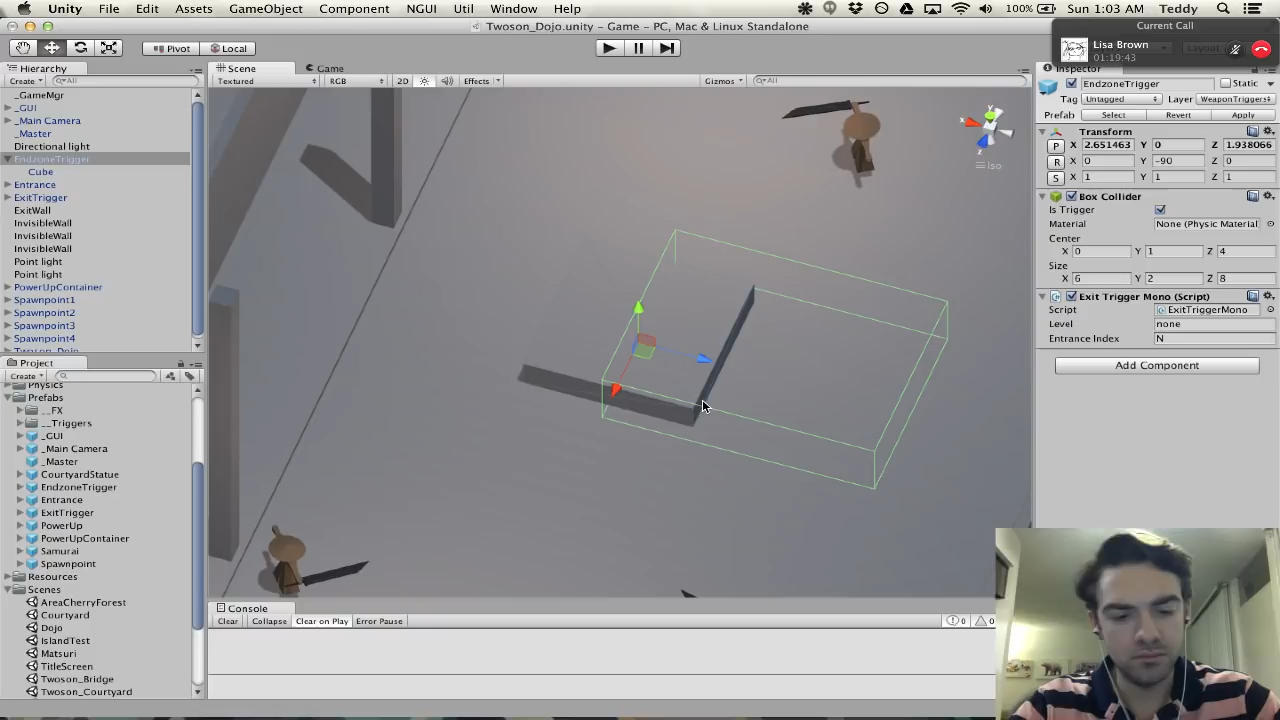 Unity File Edit Assets GameObject Component NGUI Util Window Help 100% Sun 1:03 AM Teddy
Twoson_Dojo.unity - Game - PC, Mac & Linux Standalone
Current Call
Lisa Brown
01:19:43
Pivot Local
Hierarchy
Create All
_GameMgr
_GUI
_Main Camera
_Master
Directional light
EndzoneTrigger
Cube
Entrance
ExitTrigger
ExitWall
InvisibleWall
InvisibleWall
InvisibleWall
Point light
Point light
PowerUpContainer
Spawnpoint1
Spawnpoint2
Spawnpoint3
Spawnpoint4
Twoson_Dojo
Project
Create
Physics
Prefabs
__FX
__Triggers
_GUI
_Main Camera
_Master
CourtyardStatue
EndzoneTrigger
Entrance
ExitTrigger
PowerUp
PowerUpContainer
Samurai
Spawnpoint
Resources
Scenes
AreaCherryForest
Courtyard
Dojo
IslandTest
Matsuri
TitleScreen
Twoson_Bridge
Twoson_Courtyard
Scene Game
Textured RGB 2D Effects Gizmos All
y
x
z
Iso
Console
Clear Collapse Clear on Play Error Pause 0 0
Inspector
EndzoneTrigger Static
Tag Untagged Layer WeaponTriggers
Prefab Select Revert Apply
Transform
P X 2.651463 Y 0 Z 1.938066
R X 0 Y -90 Z 0
S X 1 Y 1 Z 1
Box Collider
Is Trigger
Material None (Physic Material
Center
X 0 Y 1 Z 4
Size
X 6 Y 2 Z 8
Exit Trigger Mono (Script)
Script ExitTriggerMono
Level none
Entrance Index N
Add Component